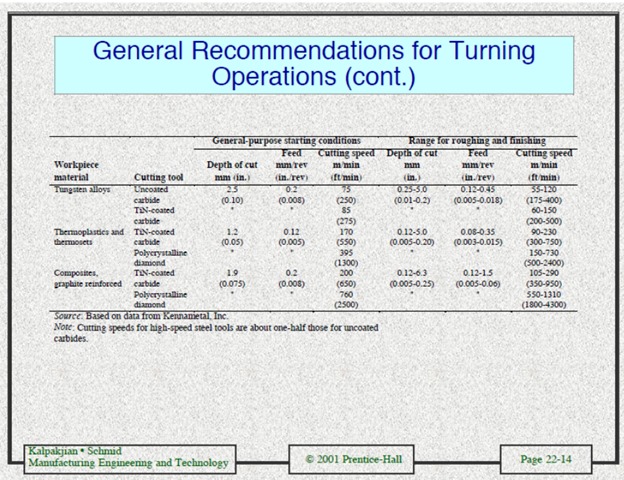 General Recommendations for Turning
Operations (cont.)
General-purpose starting conditions Range for roughing and finishing
Feed Cutting speed Depth of cut Feed Cutting speed
Workpiece Depth of cut mm/rev m/min mm mm/rev m/min
material Cutting tool mm (in.) (in./rev) (ft/min) (in.) (in./rev) (ft/min)
Tungsten alloys Uncoated 2.5 0.2 75 0.25-5.0 0.12-0.45 55-120
carbide (0.10) (0.008) (250) (0.01-0.2) (0.005-0.018) (175-400)
TiN-coated " " 85 " " 60-150
carbide (275) (200-500)
Thermoplastics and TiN-coated 1.2 0.12 170 0.12-5.0 0.08-0.35 90-230
thermosets carbide (0.05) (0.005) (550) (0.005-0.20) (0.003-0.015) (300-750)
Polycrystalline " " 395 " " 150-730
diamond (1300) (500-2400)
Composites, TiN-coated 1.9 0.2 200 0.12-6.3 0.12-1.5 105-290
graphite reinforced carbide (0.075) (0.008) (650) (0.005-0.25) (0.005-0.06) (350-950)
Polycrystalline " " 760 " " 550-1310
diamond (2500) (1800-4300)
Source: Based on data from Kennametal, Inc.
Note: Cutting speeds for high-speed steel tools are about one-half those for uncoated
carbides.
Kalpakjian • Schmid
Manufacturing Engineering and Technology
© 2001 Prentice-Hall
Page 22-14